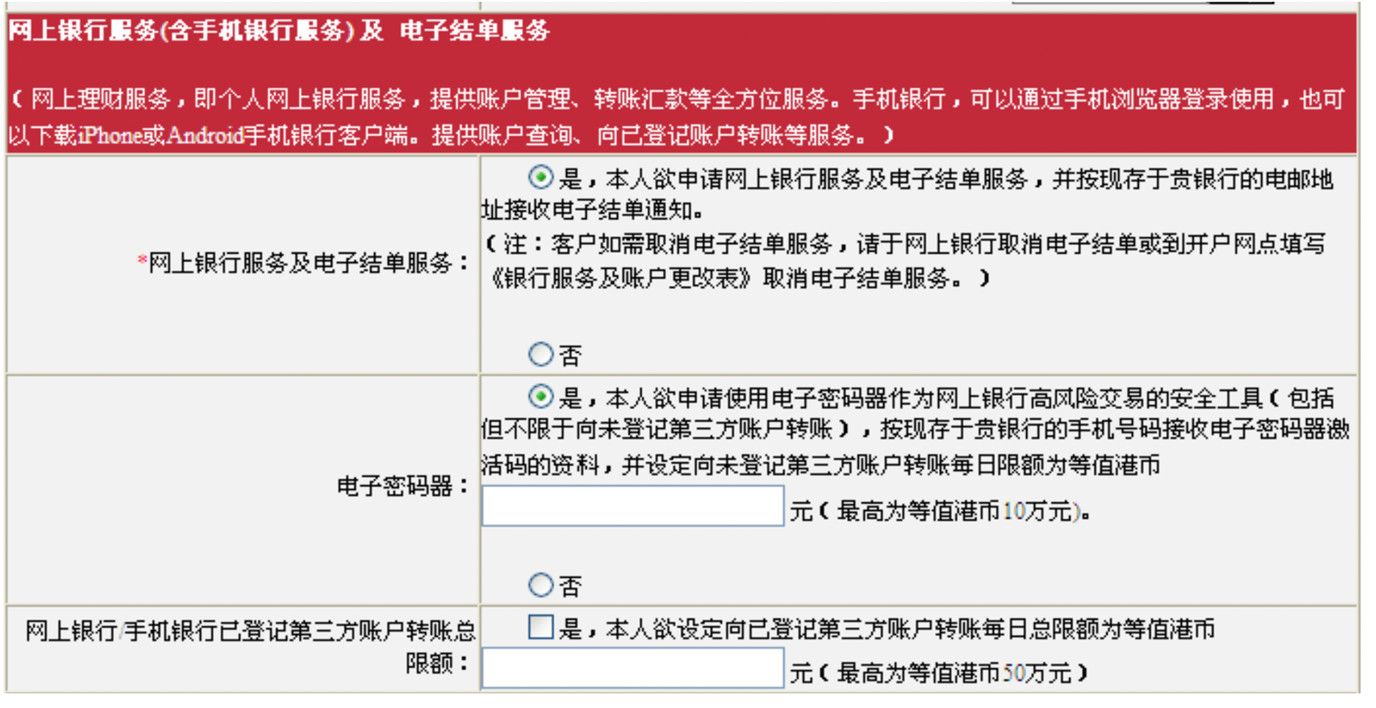 网上银行服务(含手机银行服务) 及 电子结单服务
（网上理财服务，即个人网上银行服务，提供账户管理、转账汇款等全方位服务。手机银行，可以通过手机浏览器登录使用，也可
以下载iPhone或Android手机银行客户端。提供账户查询、向已登记账户转账等服务。）
是，本人欲申请网上银行服务及电子结单服务，并按现存于贵银行的电邮地
址接收电子结单通知。
（注：客户如需取消电子结单服务，请于网上银行取消电子结单或到开户网点填写
《银行服务及账户更改表》取消电子结单服务。）
*网上银行服务及电子结单服务：
否
是，本人欲申请使用电子密码器作为网上银行高风险交易的安全工具（包括
但不限于向未登记第三方账户转账），按现存于贵银行的手机号码接收电子密码器激
活码的资料，并设定向未登记第三方账户转账每日限额为等值港币
电子密码器：
元（最高为等值港币10万元)。
否
网上银行/手机银行已登记第三方账户转账总
限额：
是，本人欲设定向已登记第三方账户转账每日总限额为等值港币
元（最高为等值港币50万元）